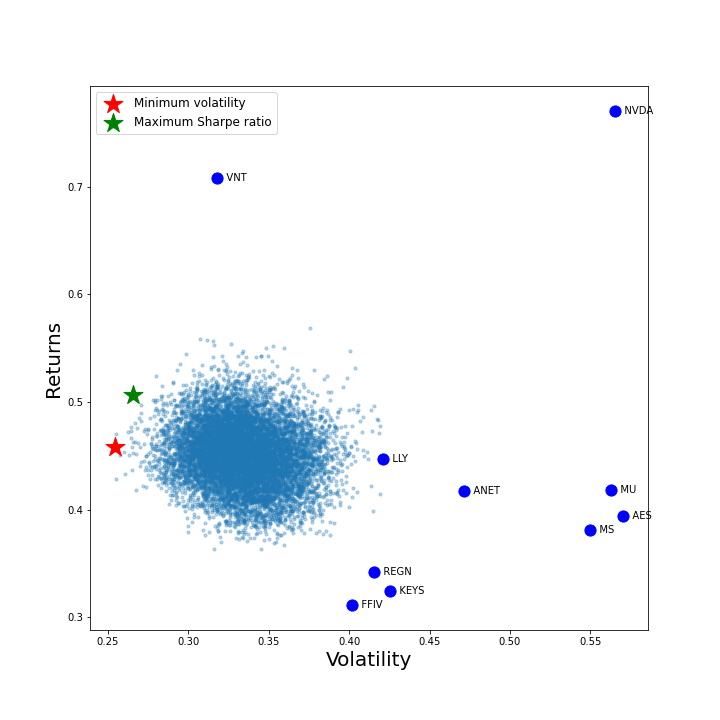 Minimum volatility
Maximum Sharpe ratio
NVDA
VNT
0.7
0.6
0.5
0.4
0.3
Returns
LLY
ANET
MU
AES
MS
REGN
KEYS
FFIV
0.25
0.30
0.35
0.40
0.45
0.50
0.55
Volatility